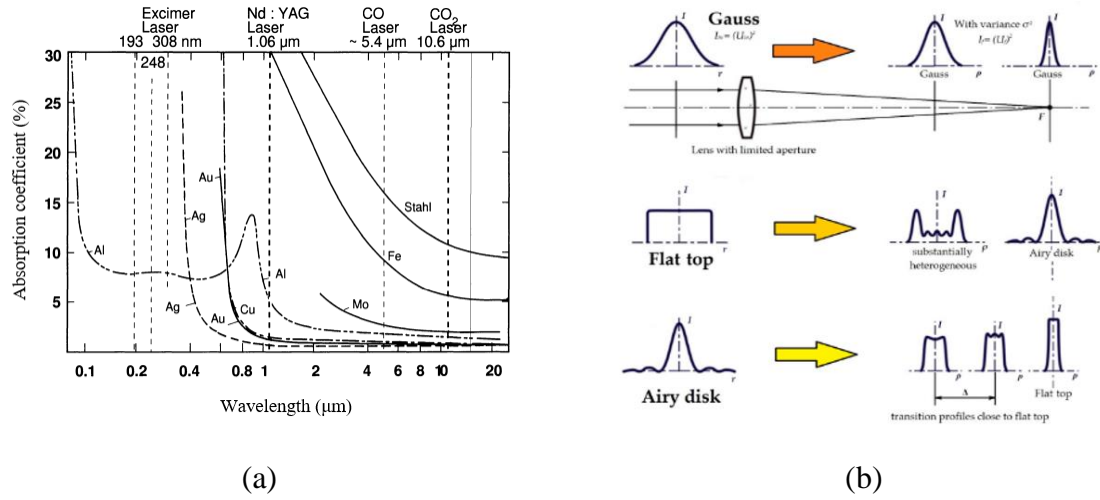 Excimer Laser
193 308 nm
248
Nd : YAG Laser
1.06 μm
CO Laser
~ 5.4 μm
CO2 Laser
10.6 μm
Absorption coefficient (%)
30
25
20
15
10
5
Al
Ag
Ag
Au
Au
Cu
Al
Mo
Fe
Stahl
0.1 0.2 0.4 0.8 1 2 4 6 8 10 20
Wavelength (μm)
(a)
I
Gauss
r
I
Gauss
p
With variance σ²
I
Gauss
p
F
Lens with limited aperture
I
r
Flat top
I
p
substantially
heterogeneous
I
p
Airy disk
I
r
Airy disk
I
p
I
p
Δ
I
p
Flat top
transition profiles close to flat top
(b)